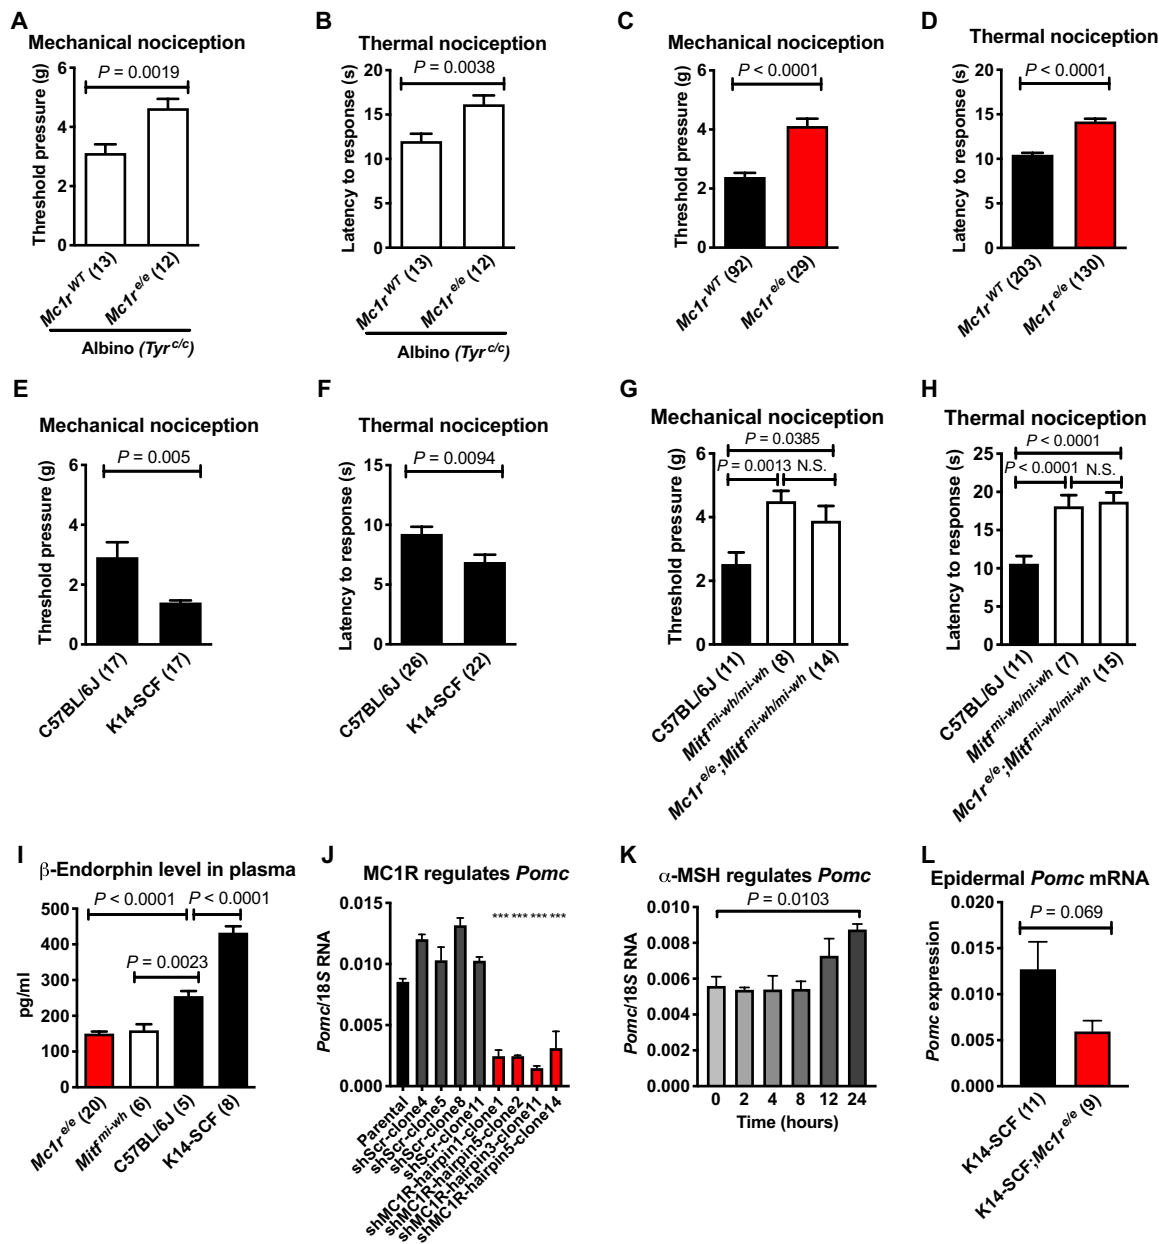 A
Mechanical nociception
P = 0.0019
Threshold pressure (g)
6
4
2
0
Mc1r WT (13)
Mc1r e/e (12)
Albino (Tyr c/c)
B
Thermal nociception
P = 0.0038
Latency to response (s)
20
15
10
5
0
Mc1r WT (13)
Mc1r e/e (12)
Albino (Tyr c/c)
C
Mechanical nociception
P < 0.0001
Threshold pressure (g)
6
4
2
0
Mc1r WT (92)
Mc1r e/e (29)
D
Thermal nociception
P < 0.0001
Latency to response (s)
20
15
10
5
0
Mc1r WT (203)
Mc1r e/e (130)
E
Mechanical nociception
P = 0.005
Threshold pressure (g)
6
4
2
0
C57BL/6J (17)
K14-SCF (17)
F
Thermal nociception
P = 0.0094
Latency to response (s)
15
10
5
0
C57BL/6J (26)
K14-SCF (22)
G
Mechanical nociception
P = 0.0385
P = 0.0013
N.S.
Threshold pressure (g)
6
4
2
0
C57BL/6J (11)
Mitf mi-wh/mi-wh (8)
Mc1r e/e;Mitf mi-wh/mi-wh (14)
H
Thermal nociception
P < 0.0001
P < 0.0001
N.S.
Latency to response (s)
25
20
15
10
5
0
C57BL/6J (11)
Mitf mi-wh/mi-wh (7)
Mc1r e/e;Mitf mi-wh/mi-wh (15)
I
β-Endorphin level in plasma
P < 0.0001
P < 0.0001
P = 0.0023
pg/ml
500
400
300
200
100
0
Mc1r e/e (20)
Mitf mi-wh (6)
C57BL/6J (5)
K14-SCF (8)
J
MC1R regulates Pomc
*** *** *** ***
Pomc/18S RNA
0.015
0.010
0.005
0.000
Parental
shScr-clone4
shScr-clone5
shScr-clone8
shScr-clone11
shMC1R-hairpin1-clone1
shMC1R-hairpin5-clone2
shMC1R-hairpin3-clone11
shMC1R-hairpin5-clone14
K
α-MSH regulates Pomc
P = 0.0103
Pomc/18S RNA
0.010
0.008
0.006
0.004
0.002
0.000
0 2 4 8 12 24
Time (hours)
L
Epidermal Pomc mRNA
P = 0.069
Pomc expression
0.020
0.015
0.010
0.005
0.000
K14-SCF (11)
K14-SCF;Mc1r e/e (9)